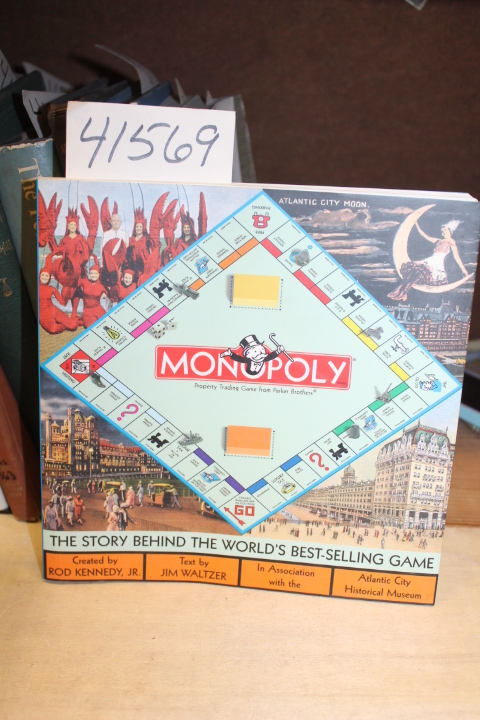 41569
ATLANTIC CITY MOON.
MONOPOLY
Property Trading Game from Parker Brothers®
GO
THE STORY BEHIND THE WORLD'S BEST-SELLING GAME
Created by
ROD KENNEDY, JR.
Text by
JIM WALTZER
In Association
with the
Atlantic City
Historical Museum